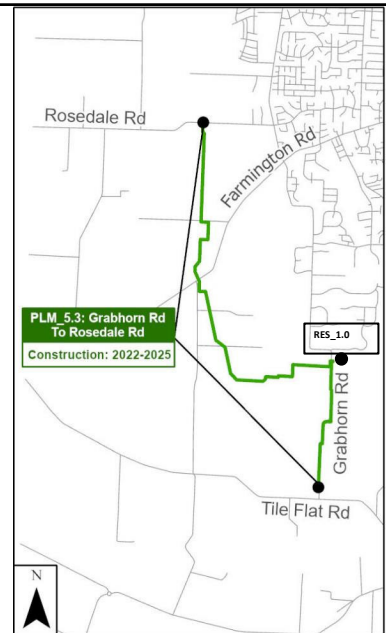 Rosedale Rd
Farmington Rd
PLM_5.3: Grabhorn Rd
To Rosedale Rd
Construction: 2022-2025
RES_1.0
Grabhorn Rd
Tile Flat Rd
N